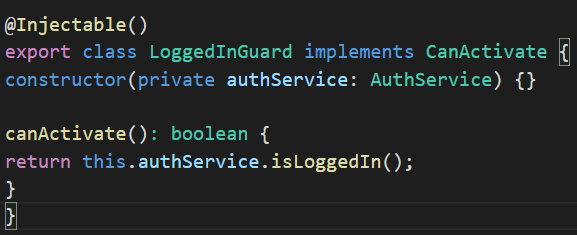 @Injectable()
export class LoggedInGuard implements CanActivate {
constructor(private authService: AuthService) {}
canActivate(): boolean {
return this.authService.isLoggedIn();
}
}